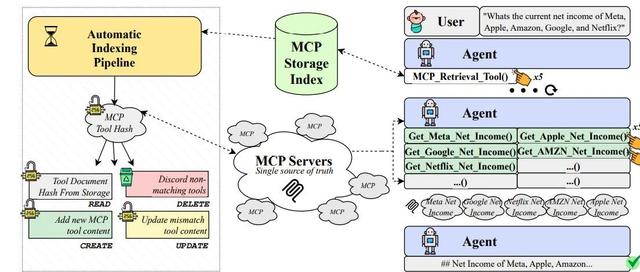 Automatic
Indexing
Pipeline
MCP
Tool Hash
256
Tool Document
Hash From Storage
READ
Discord non-
matching tools
DELETE
256
Add new MCP
tool content
CREATE
256
Update mismatch
tool content
UPDATE
MCP
Storage
Index
MCP
MCP
MCP Servers
Single source of truth
MCP
MCP
MCP
User
"Whats the current net income of Meta,
Apple, Amazon, Google, and Netflix?"
Agent
MCP_Retrieval_Tool()
x5
Agent
Get_Meta_Net_Income()
Get_Apple_Net_Income()
x5
Get_Google_Net_Income()
Get_AMZN_Net_Income()
Get_Netflix_Net_Income()
...()
...()
...()
Meta Net
Income
Google Net
Income
Netflix Net
Income
AMZN Net
Income
Apple Net
Income
Agent
## Net Income of Meta, Apple, Amazon...